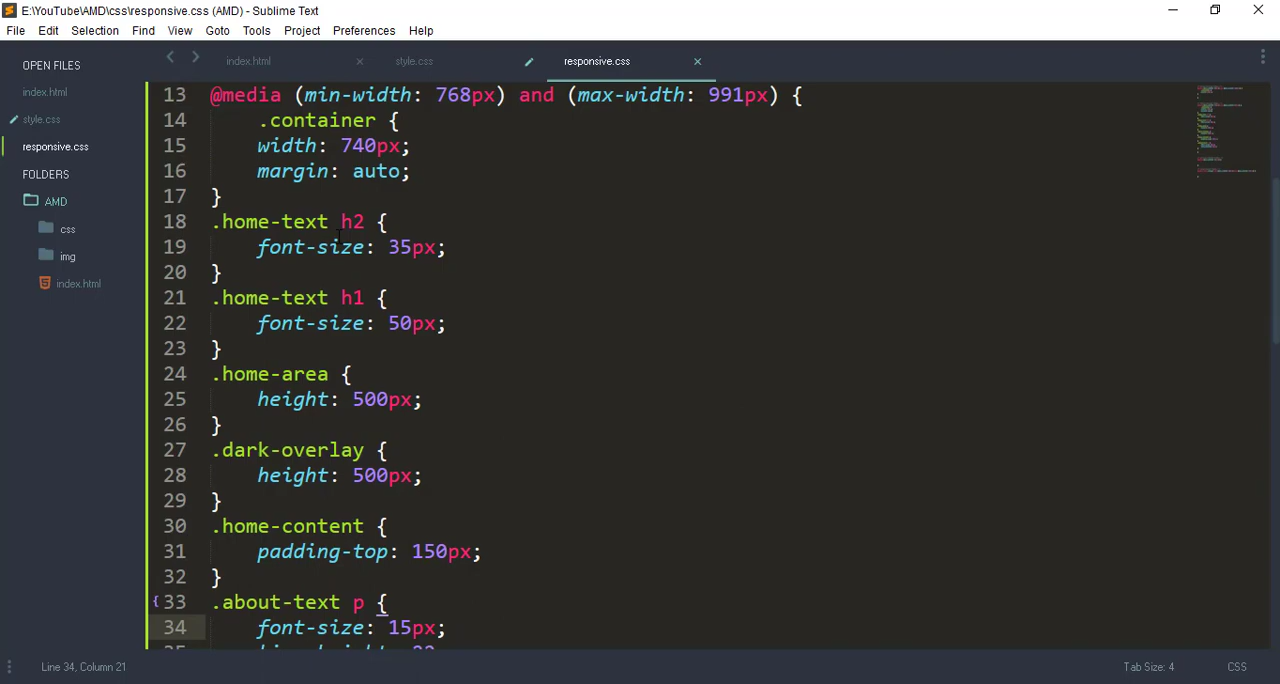 E:\YouTube\AMD\css\responsive.css (AMD) - Sublime Text
File Edit Selection Find View Goto Tools Project Preferences Help
OPEN FILES
index.html
style.css
responsive.css
FOLDERS
AMD
css
img
index.html
index.html style.css responsive.css
13 @media (min-width: 768px) and (max-width: 991px) {
14 .container {
15 width: 740px;
16 margin: auto;
17 }
18 .home-text h2 {
19 font-size: 35px;
20 }
21 .home-text h1 {
22 font-size: 50px;
23 }
24 .home-area {
25 height: 500px;
26 }
27 .dark-overlay {
28 height: 500px;
29 }
30 .home-content {
31 padding-top: 150px;
32 }
33 .about-text p {
34 font-size: 15px;
Line 34, Column 21
Tab Size: 4
CSS